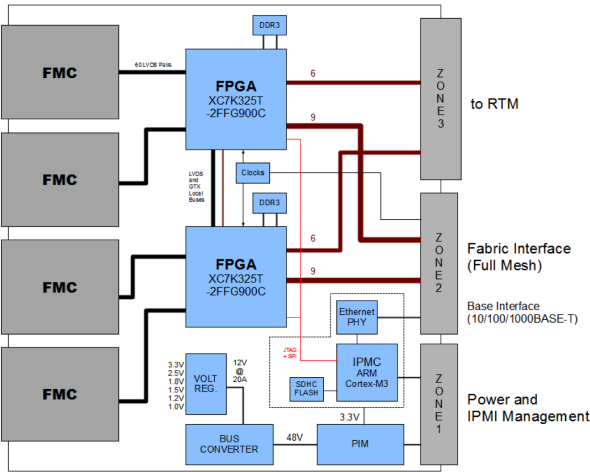 DDR3
FMC
60 LVDS Pairs
FPGA
XC7K325T
-2FFG900C
6
ZONE3
to RTM
9
FMC
LVDS
and
GTX
Local
Buses
Clocks
DDR3
FMC
FPGA
XC7K325T
-2FFG900C
6
9
ZONE2
Fabric Interface
(Full Mesh)
Base Interface
(10/100/1000BASE-T)
Ethernet
PHY
JTAG
+ SPI
IPMC
ARM
Cortex-M3
SDHC
FLASH
FMC
3.3V
2.5V
1.8V
1.5V
1.2V
1.0V
VOLT
REG.
12V
@
20A
3.3V
ZONE1
Power and
IPMI Management
BUS
CONVERTER
48V
PIM